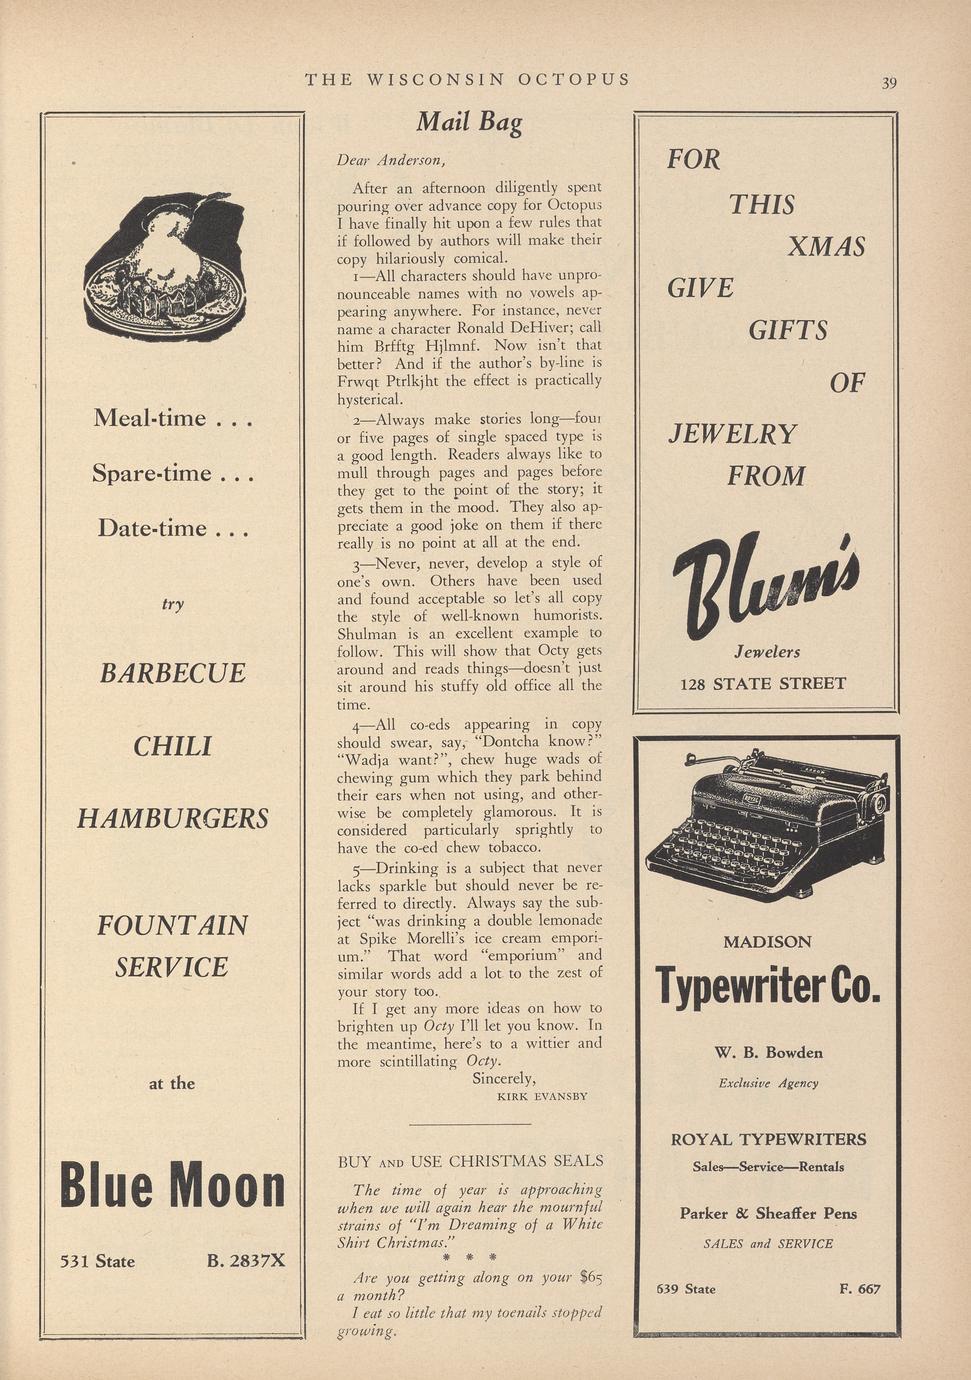 THE WISCONSIN OCTOPUS
39
Meal-time . . .
Spare-time . . .
Date-time . . .
try
BARBECUE
CHILI
HAMBURGERS
FOUNTAIN
SERVICE
at the
Blue Moon
531 State B. 2837X
Mail Bag
Dear Anderson,
After an afternoon diligently spent
pouring over advance copy for Octopus
I have finally hit upon a few rules that
if followed by authors will make their
copy hilariously comical.
1—All characters should have unpro-
nounceable names with no vowels ap-
pearing anywhere. For instance, never
name a character Ronald DeHiver; call
him Brfftg Hjlmnf. Now isn't that
better? And if the author's by-line is
Frwqt Ptrlkjht the effect is practically
hysterical.
2—Always make stories long—four
or five pages of single spaced type is
a good length. Readers always like to
mull through pages and pages before
they get to the point of the story; it
gets them in the mood. They also ap-
preciate a good joke on them if there
really is no point at all at the end.
3—Never, never, develop a style of
one's own. Others have been used
and found acceptable so let's all copy
the style of well-known humorists.
Shulman is an excellent example to
follow. This will show that Octy gets
around and reads things—doesn't just
sit around his stuffy old office all the
time.
4—All co-eds appearing in copy
should swear, say, "Dontcha know?"
"Wadja want?", chew huge wads of
chewing gum which they park behind
their ears when not using, and other-
wise be completely glamorous. It is
considered particularly sprightly to
have the co-ed chew tobacco.
5—Drinking is a subject that never
lacks sparkle but should never be re-
ferred to directly. Always say the sub-
ject "was drinking a double lemonade
at Spike Morelli's ice cream empori-
um." That word "emporium" and
similar words add a lot to the zest of
your story too.
If I get any more ideas on how to
brighten up Octy I'll let you know. In
the meantime, here's to a wittier and
more scintillating Octy.
Sincerely,
KIRK EVANSBY
BUY AND USE CHRISTMAS SEALS
The time of year is approaching
when we will again hear the mournful
strains of "I'm Dreaming of a White
Shirt Christmas."
* * *
Are you getting along on your $65
a month?
I eat so little that my toenails stopped
growing.
FOR
THIS
XMAS
GIVE
GIFTS
OF
JEWELRY
FROM
Blum's
Jewelers
128 STATE STREET
ROYAL
MADISON
Typewriter Co.
W. B. Bowden
Exclusive Agency
ROYAL TYPEWRITERS
Sales—Service—Rentals
Parker & Sheaffer Pens
SALES and SERVICE
639 State F. 667